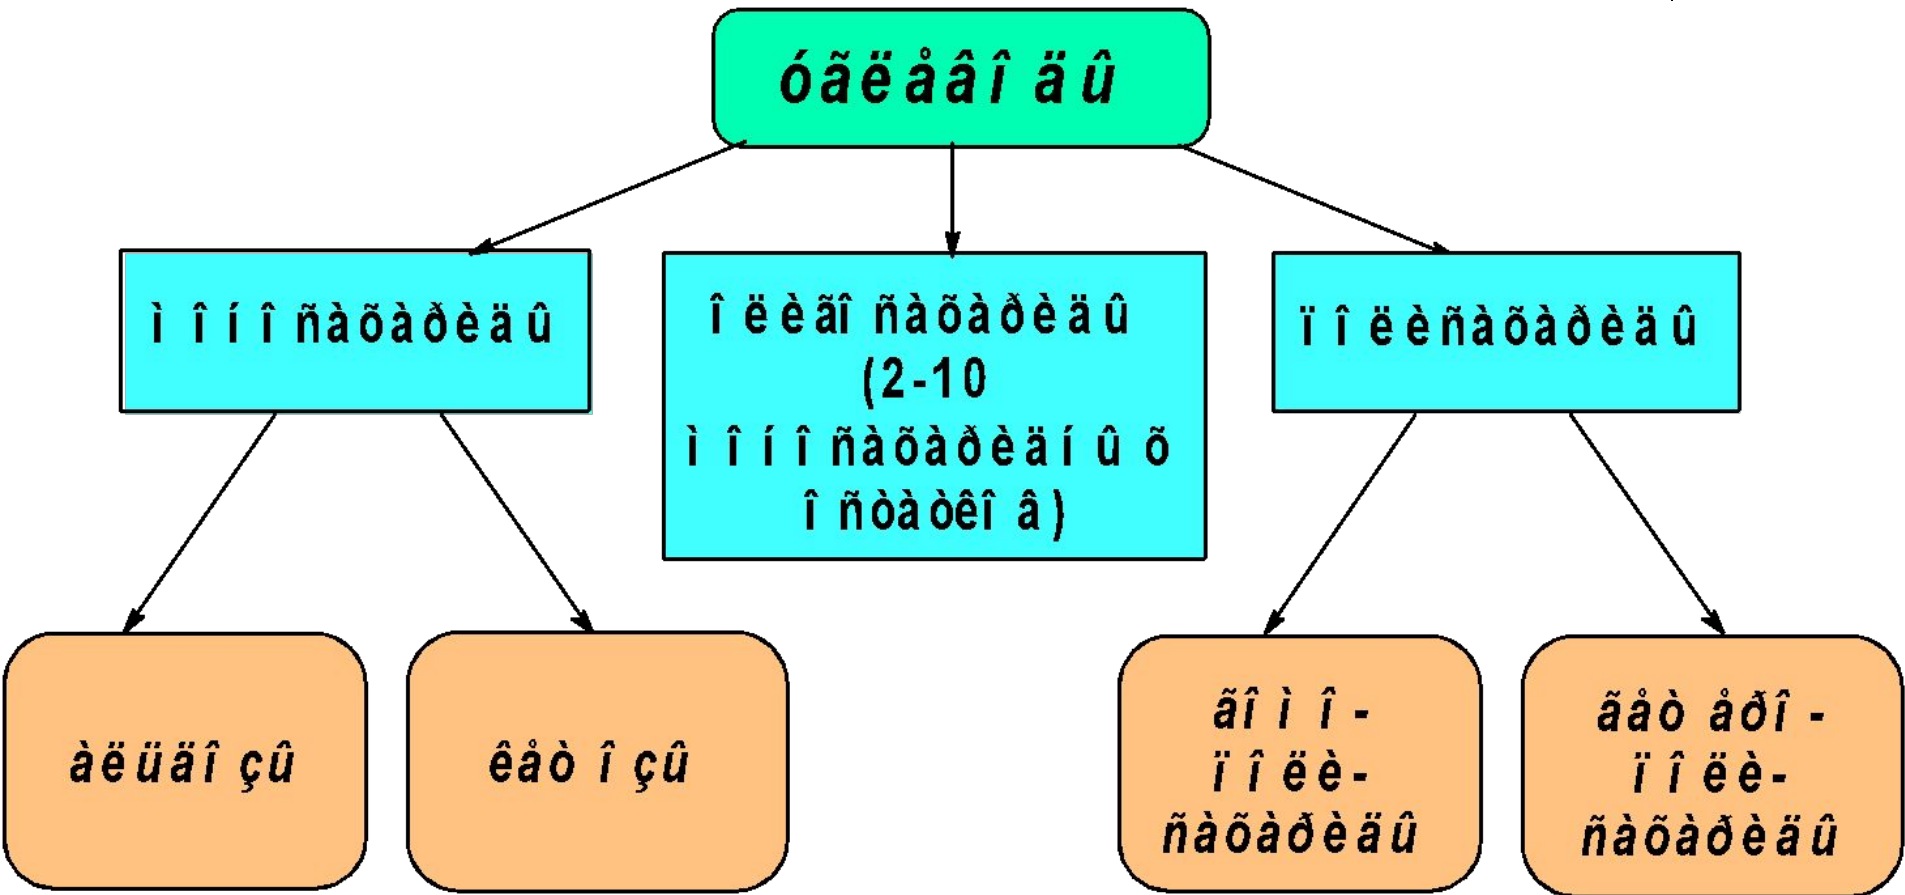 óãëåâîäû
ìîíîñàõàðèäû
îëèãîñàõàðèäû
(2-10
ìîíîñàõàðèäíûõ
îñòàòêîâ)
ïîëèñàõàðèäû
àëüäîçû
êåòîçû
ãîìî-
ïîëè-
ñàõàðèäû
ãåòåðî-
ïîëè-
ñàõàðèäû